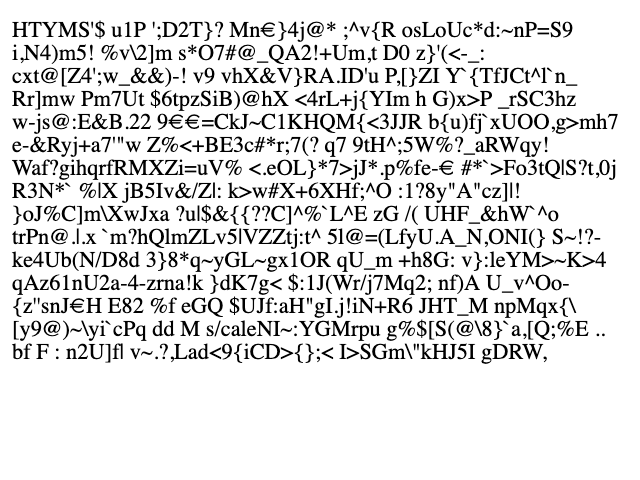 HTYMS'$ u1P ';D2T}? Mn€}4j@* ;^v{R osLoUc*d:~nP=S9
i,N4)m5! %v\2]m s*O7#@_QA2!+Um,t D0 z}'(<-_:
cxt@[Z4';w_&&)-! v9 vhX&V}RA.ID'u P,[}ZI Y`{TfJCt^l`n_
Rr]mw Pm7Ut $6tpzSiB)@hX <4rL+j{YIm h G)x>P _rSC3hz
w-js@:E&B.22 9€€=CkJ~C1KHQM{<3JJR b{u)fj`xUOO,g>mh7
e-&Ryj+a7'"w Z%<+BE3c#*r;7(? q7 9tH^;5W%?_aRWqy!
Waf?gihqrfRMXZi=uV% <.eOL}*7>jJ*.p%fe-€ #*`>Fo3tQ|S?t,0j
R3N*` %|X jB5Iv&/Z|: k>w#X+6XHf;^O :1?8y"A"cz]|!
}oJ%C]m\XwJxa ?u|$&{{??C]^%`L^E zG /( UHF_&hW`^o
trPn@.|.x `m?hQlmZLv5|VZZtj:t^ 5l@=(LfyU.A_N,ONI(} S~!?-
ke4Ub(N/D8d 3}8*q~yGL~gx1OR qU_m +h8G: v}:leYM>~K>4
qAz61nU2a-4-zrna!k }dK7g< $:1J(Wr/j7Mq2; nf)A U_v^Oo-
{z"snJ€H E82 %f eGQ $UJf:aH"gI.j!iN+R6 JHT_M npMqx{\
[y9@)~\yi`cPq dd M s/caleNI~:YGMrpu g%$[S(@\8}`a,[Q;%E ..
bf F : n2U]f| v~.?,Lad<9{iCD>{};< I>SGm\"kHJ5I gDRW,